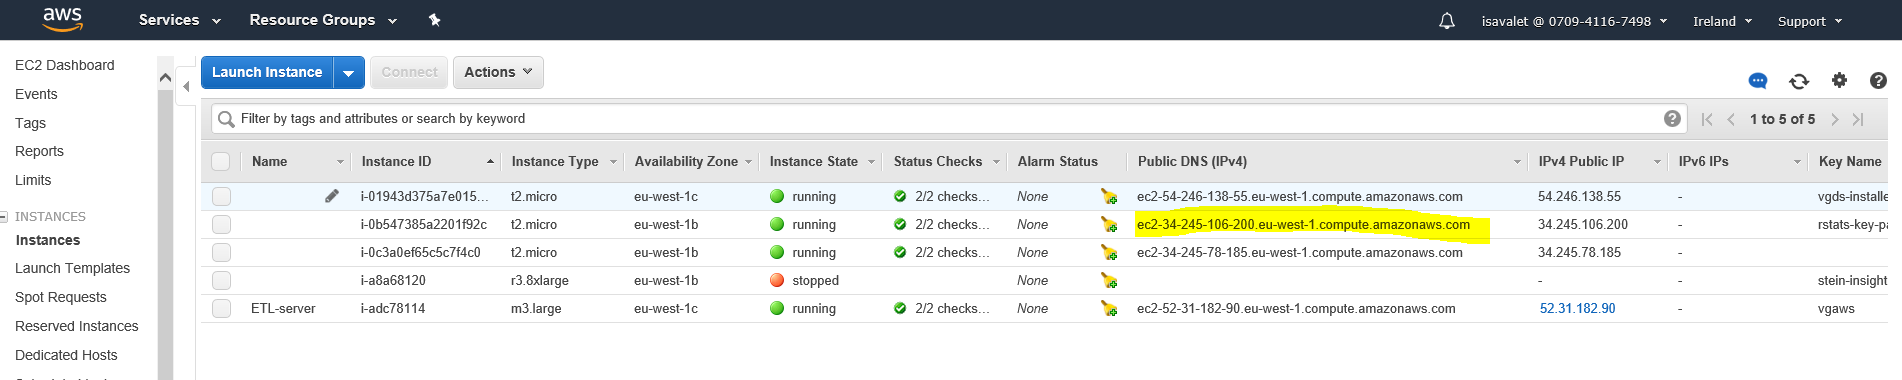 aws Services Resource Groups isavalet @ 0709-4116-7498 Ireland Support
EC2 Dashboard
Events
Tags
Reports
Limits
INSTANCES
Instances
Launch Templates
Spot Requests
Reserved Instances
Dedicated Hosts
Launch Instance Connect Actions
Filter by tags and attributes or search by keyword 1 to 5 of 5
Name Instance ID Instance Type Availability Zone Instance State Status Checks Alarm Status Public DNS (IPv4) IPv4 Public IP IPv6 IPs Key Name
i-01943d375a7e015... t2.micro eu-west-1c running 2/2 checks... None ec2-54-246-138-55.eu-west-1.compute.amazonaws.com 54.246.138.55 - vgds-installe
i-0b547385a2201f92c t2.micro eu-west-1b running 2/2 checks... None ec2-34-245-106-200.eu-west-1.compute.amazonaws.com 34.245.106.200 - rstats-key-pa
i-0c3a0ef65c5c7f4c0 t2.micro eu-west-1b running 2/2 checks... None ec2-34-245-78-185.eu-west-1.compute.amazonaws.com 34.245.78.185 -
i-a8a68120 r3.8xlarge eu-west-1b stopped None - - stein-insight
ETL-server i-adc78114 m3.large eu-west-1c running 2/2 checks... None ec2-52-31-182-90.eu-west-1.compute.amazonaws.com 52.31.182.90 - vgaws